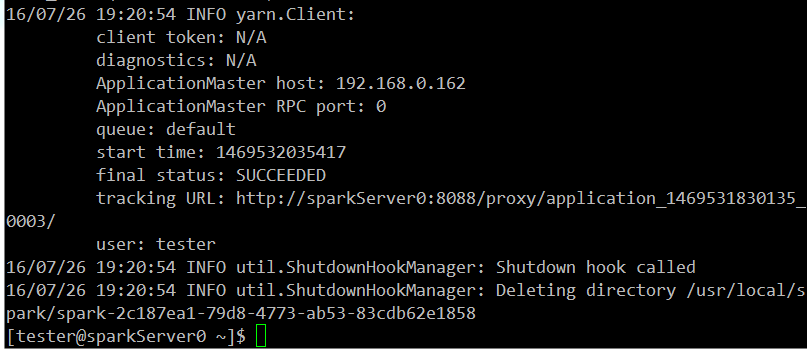 16/07/26 19:20:54 INFO yarn.Client:
client token: N/A
diagnostics: N/A
ApplicationMaster host: 192.168.0.162
ApplicationMaster RPC port: 0
queue: default
start time: 1469532035417
final status: SUCCEEDED
tracking URL: http://sparkServer0:8088/proxy/application_1469531830135_
0003/
user: tester
16/07/26 19:20:54 INFO util.ShutdownHookManager: Shutdown hook called
16/07/26 19:20:54 INFO util.ShutdownHookManager: Deleting directory /usr/local/s
park/spark-2c187ea1-79d8-4773-ab53-83cdb62e1858
[tester@sparkServer0 ~]$